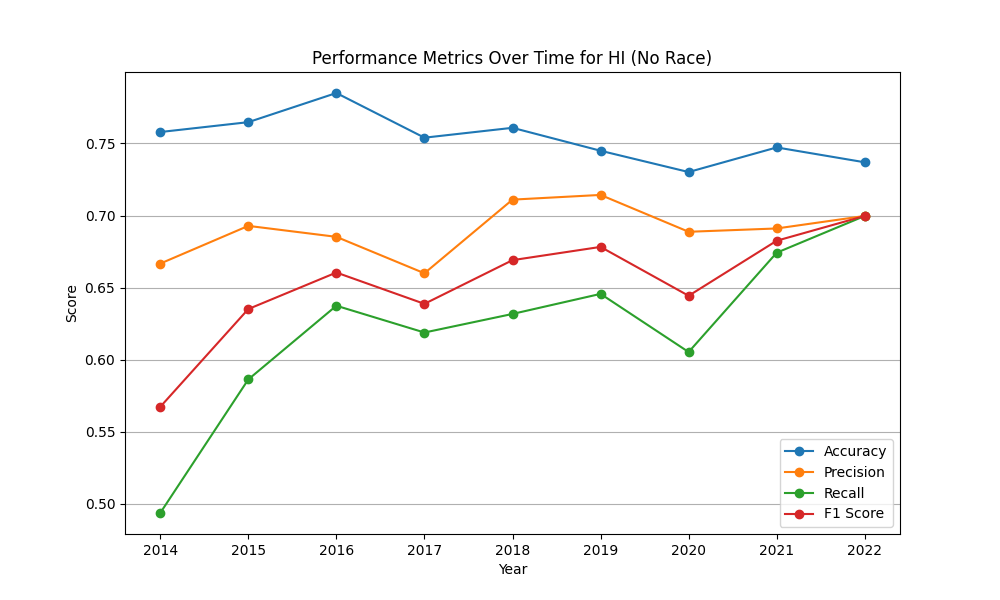 Performance Metrics Over Time for HI (No Race)
Score
0.75
0.70
0.65
0.60
0.55
0.50
Accuracy
Precision
Recall
F1 Score
2014 2015 2016 2017 2018 2019 2020 2021 2022
Year